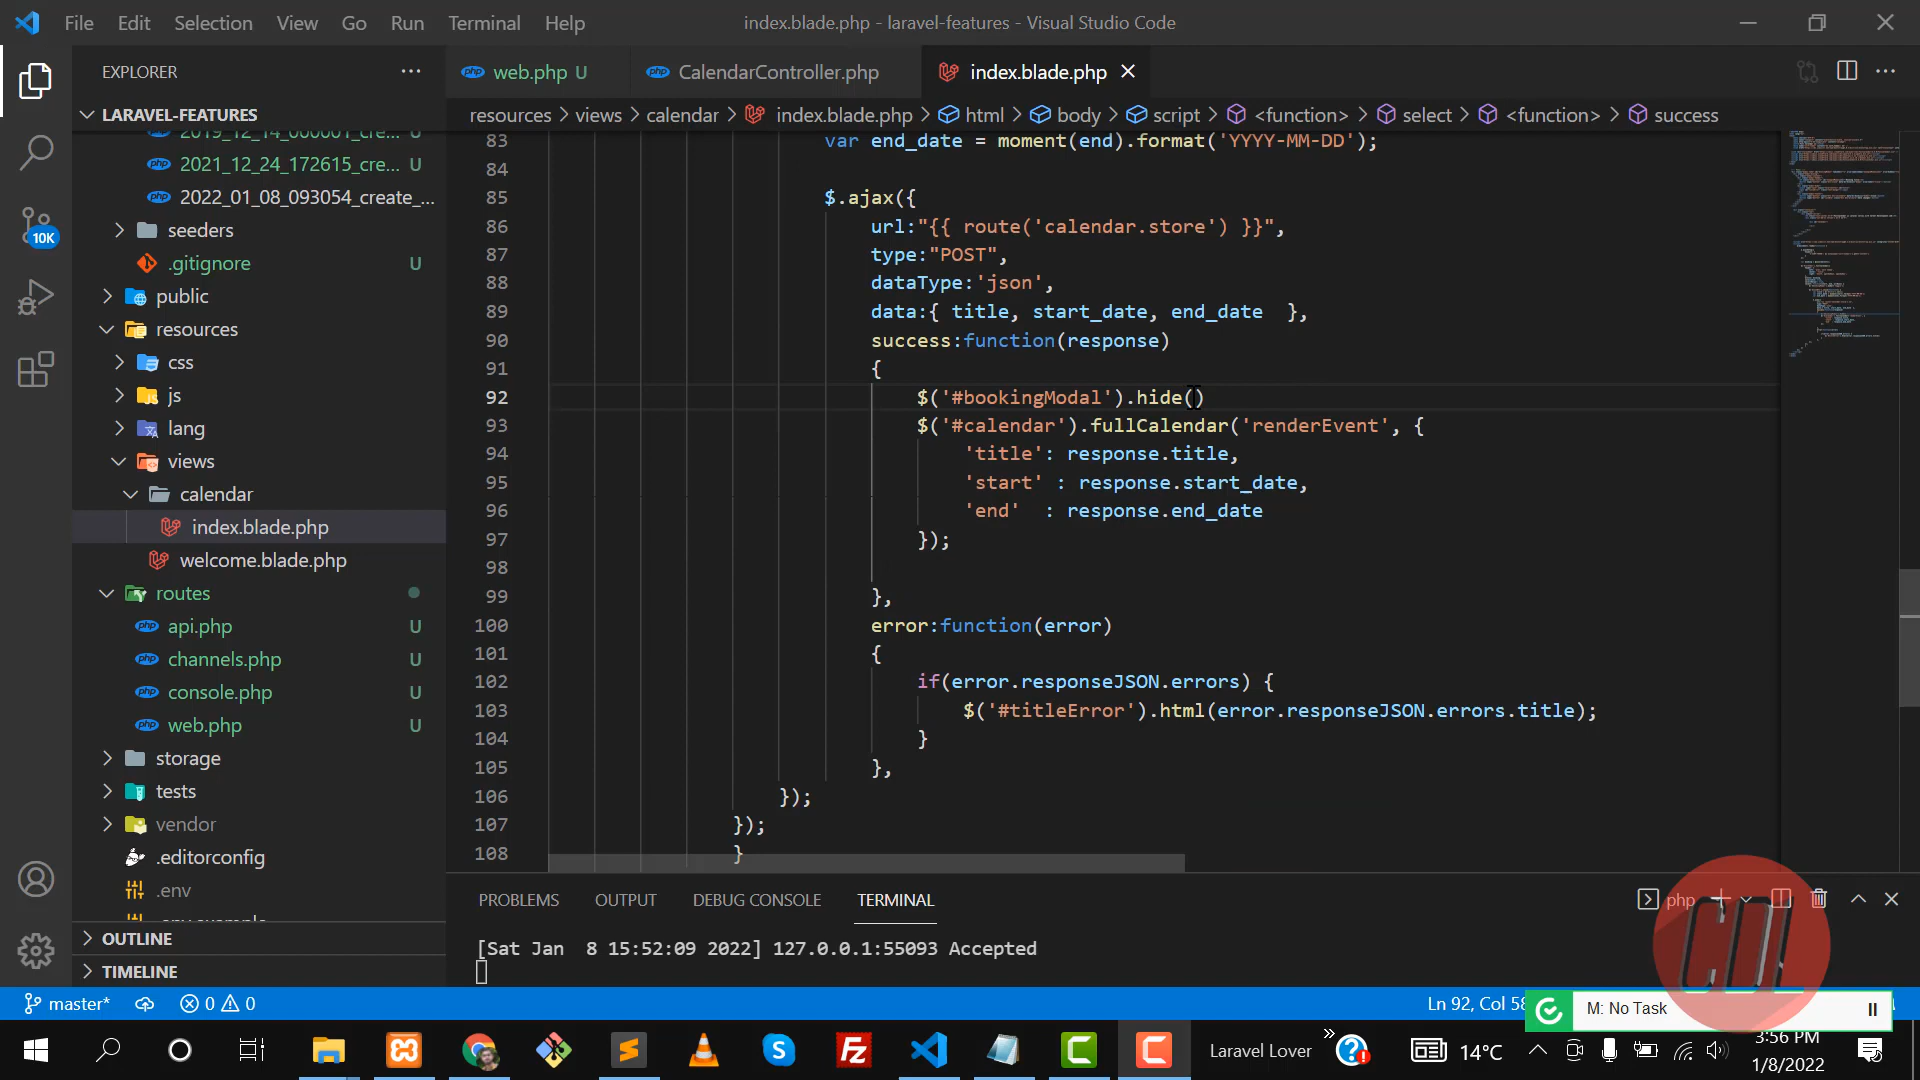 File Edit Selection View Go Run Terminal Help
index.blade.php - laravel-features - Visual Studio Code
EXPLORER
web.php U
CalendarController.php
index.blade.php
LARAVEL-FEATURES
resources > views > calendar > index.blade.php > html > body > script > <function> > select > <function> > success
2019_12_14_000001_cre... U
2021_12_24_172615_cre... U
2022_01_08_093054_create_...
seeders
.gitignore U
public
resources
css
js
lang
views
calendar
index.blade.php
welcome.blade.php
routes
api.php U
channels.php U
console.php U
web.php U
storage
tests
vendor
.editorconfig
.env
OUTLINE
TIMELINE
10K
83 var end_date = moment(end).format('YYYY-MM-DD');
84
85 $.ajax({
86 url:"{{ route('calendar.store') }}",
87 type:"POST",
88 dataType:'json',
89 data:{ title, start_date, end_date  },
90 success:function(response)
91 {
92 $('#bookingModal').hide()
93 $('#calendar').fullCalendar('renderEvent', {
94 'title': response.title,
95 'start' : response.start_date,
96 'end'  : response.end_date
97 });
98
99 },
100 error:function(error)
101 {
102 if(error.responseJSON.errors) {
103 $('#titleError').html(error.responseJSON.errors.title);
104 }
105 },
106 });
107 });
108 }
PROBLEMS OUTPUT DEBUG CONSOLE TERMINAL
php
[Sat Jan  8 15:52:09 2022] 127.0.0.1:55093 Accepted
master* 0 0
Ln 92, Col 58
M: No Task
CDL
Laravel Lover
14°C
3:56 PM
1/8/2022